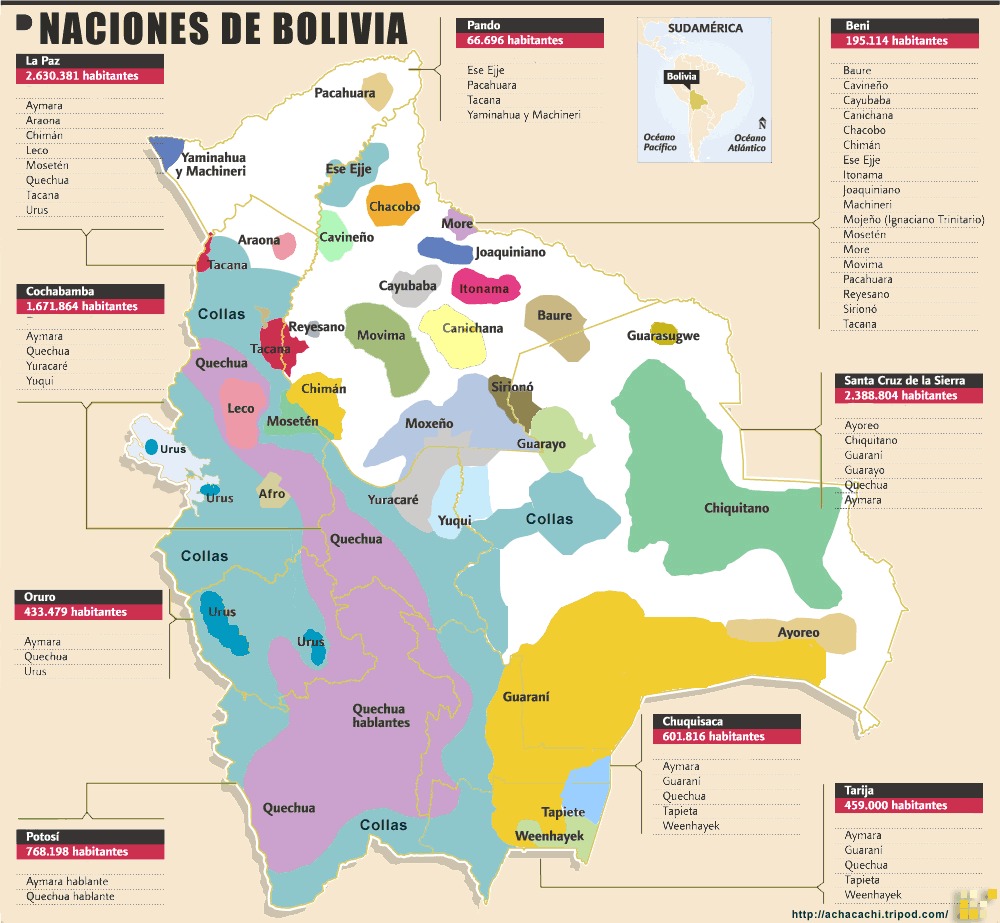 NACIONES DE BOLIVIA
La Paz
2.630.381 habitantes
Aymara
Araona
Chimán
Leco
Mosetén
Quechua
Tacana
Urus
Cochabamba
1.671.864 habitantes
Aymara
Quechua
Yuracaré
Yuqui
Oruro
433.479 habitantes
Aymara
Quechua
Urus
Potosí
768.198 habitantes
Aymara hablante
Quechua hablante
Pando
66.696 habitantes
Ese Ejje
Pacahuara
Tacana
Yaminahua y Machineri
SUDAMÉRICA
Bolivia
N
Océano
Pacífico
Océano
Atlántico
Beni
195.114 habitantes
Baure
Cavineño
Cayubaba
Canichana
Chacobo
Chimán
Ese Ejje
Itonama
Joaquiniano
Machineri
Mojeño (Ignaciano Trinitario)
Mosetén
More
Movima
Pacahuara
Reyesano
Sirionó
Tacana
Santa Cruz de la Sierra
2.388.804 habitantes
Ayoreo
Chiquitano
Guaraní
Guarayo
Quechua
Aymara
Chuquisaca
601.816 habitantes
Aymara
Guaraní
Quechua
Tapieta
Weenhayek
Tarija
459.000 habitantes
Aymara
Guaraní
Quechua
Tapieta
Weenhayek
Pacahuara
Yaminahua
y Machineri
Ese Ejje
Chacobo
More
Cavineño
Araona
Joaquiniano
Tacana
Cayubaba
Itonama
Collas
Reyesano
Movima
Canichana
Baure
Guarasugwe
Tacana
Quechua
Chimán
Sirionó
Leco
Mosetén
Moxeño
Guarayo
Urus
Urus
Afro
Yuracaré
Yuqui
Collas
Chiquitano
Quechua
Collas
Urus
Urus
Ayoreo
Guaraní
Quechua
hablantes
Quechua
Collas
Tapiete
Weenhayek
http://achacachi.tripod.com/